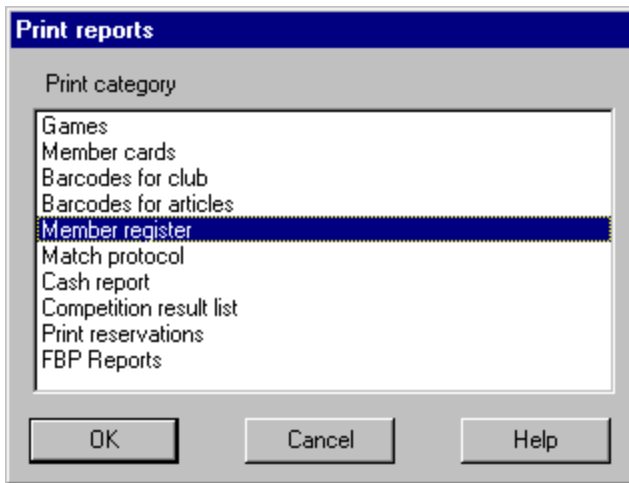 Print reports
Print category
Games
Member cards
Barcodes for club
Barcodes for articles
Member register
Match protocol
Cash report
Competition result list
Print reservations
FBP Reports
OK Cancel Help